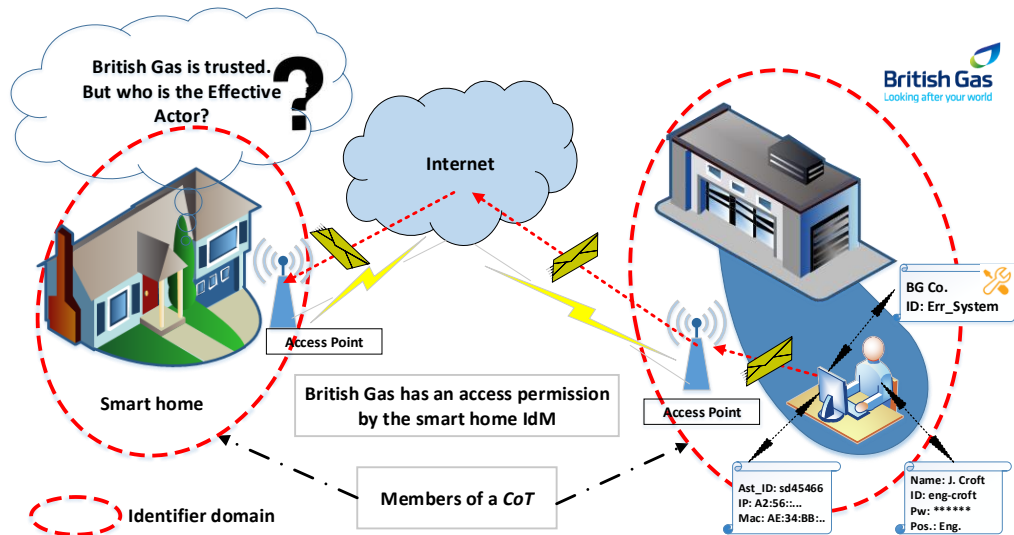 British Gas is trusted.
But who is the Effective
Actor?
?
British Gas
Looking after your world
Internet
BG Co.
ID: Err_System
Access Point
Smart home
British Gas has an access permission
by the smart home IdM
Access Point
Members of a CoT
Ast_ID: sd45466
IP: A2:56::...
Mac: AE:34:BB:..
Name: J. Croft
ID: eng-croft
Pw: ******
Pos.: Eng.
Identifier domain